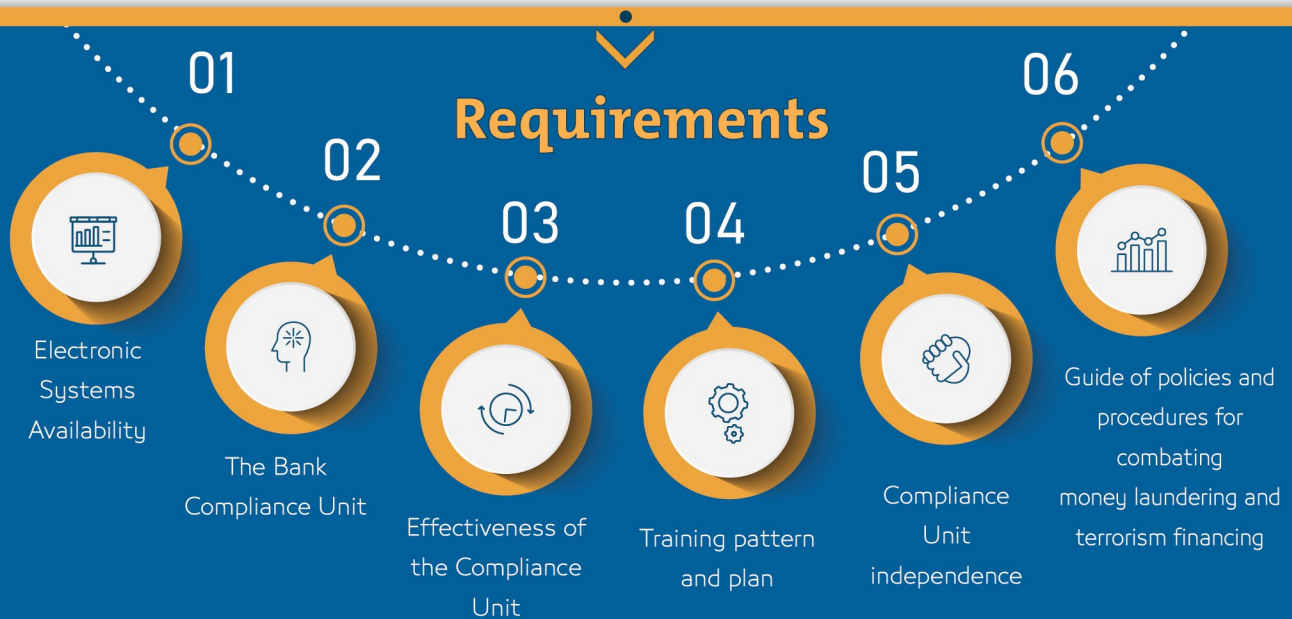 Requirements
01
Electronic
Systems
Availability
02
The Bank
Compliance Unit
03
Effectiveness of
the Compliance
Unit
04
Training pattern
and plan
05
Compliance
Unit
independence
06
Guide of policies and
procedures for
combating
money laundering and
terrorism financing